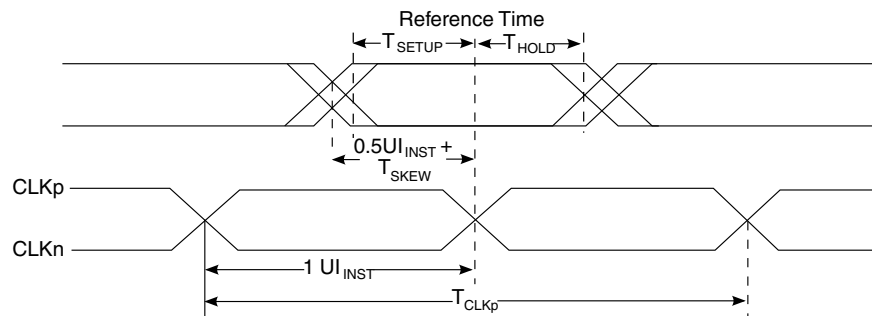 Reference Time
T_SETUP T_HOLD
0.5UI_INST +
T_SKEW
CLKp
CLKn
1 UI_INST
T_CLKp